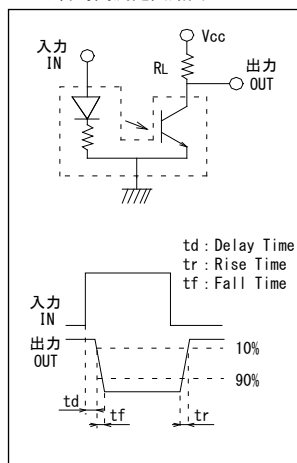 Vcc
入力
IN
RL
出力
OUT
td : Delay Time
tr : Rise Time
tf : Fall Time
入力
IN
出力
OUT
10%
90%
td
tf
tr